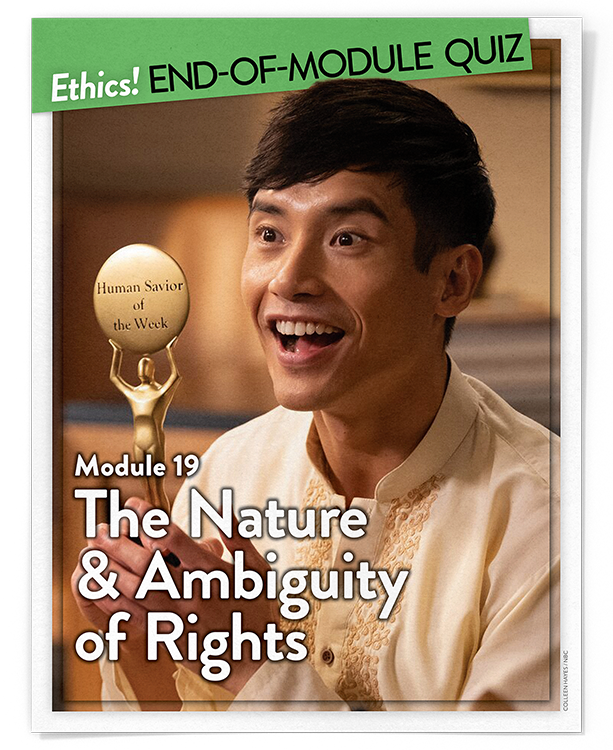 Ethics! END-OF-MODULE QUIZ
Human Savior
of
the Week
Module 19
The Nature
& Ambiguity
of Rights
COLLEEN HAYES / NBC